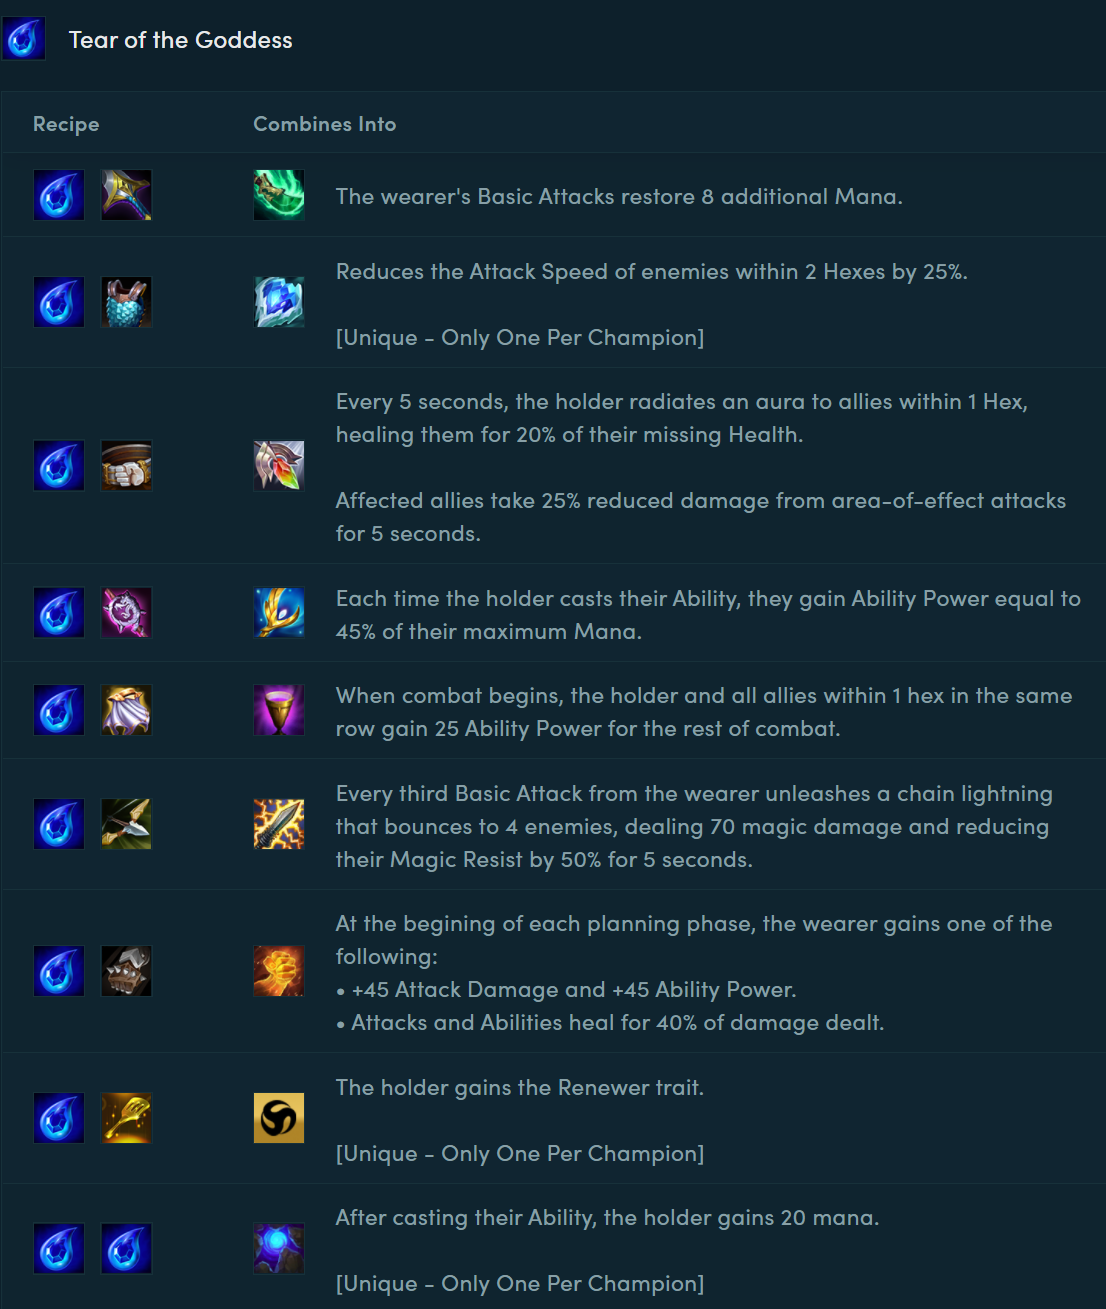 Tear of the Goddess
Recipe
Combines Into
The wearer's Basic Attacks restore 8 additional Mana.
Reduces the Attack Speed of enemies within 2 Hexes by 25%.
[Unique - Only One Per Champion]
Every 5 seconds, the holder radiates an aura to allies within 1 Hex,
healing them for 20% of their missing Health.
Affected allies take 25% reduced damage from area-of-effect attacks
for 5 seconds.
Each time the holder casts their Ability, they gain Ability Power equal to
45% of their maximum Mana.
When combat begins, the holder and all allies within 1 hex in the same
row gain 25 Ability Power for the rest of combat.
Every third Basic Attack from the wearer unleashes a chain lightning
that bounces to 4 enemies, dealing 70 magic damage and reducing
their Magic Resist by 50% for 5 seconds.
At the begining of each planning phase, the wearer gains one of the
following:
• +45 Attack Damage and +45 Ability Power.
• Attacks and Abilities heal for 40% of damage dealt.
The holder gains the Renewer trait.
[Unique - Only One Per Champion]
After casting their Ability, the holder gains 20 mana.
[Unique - Only One Per Champion]